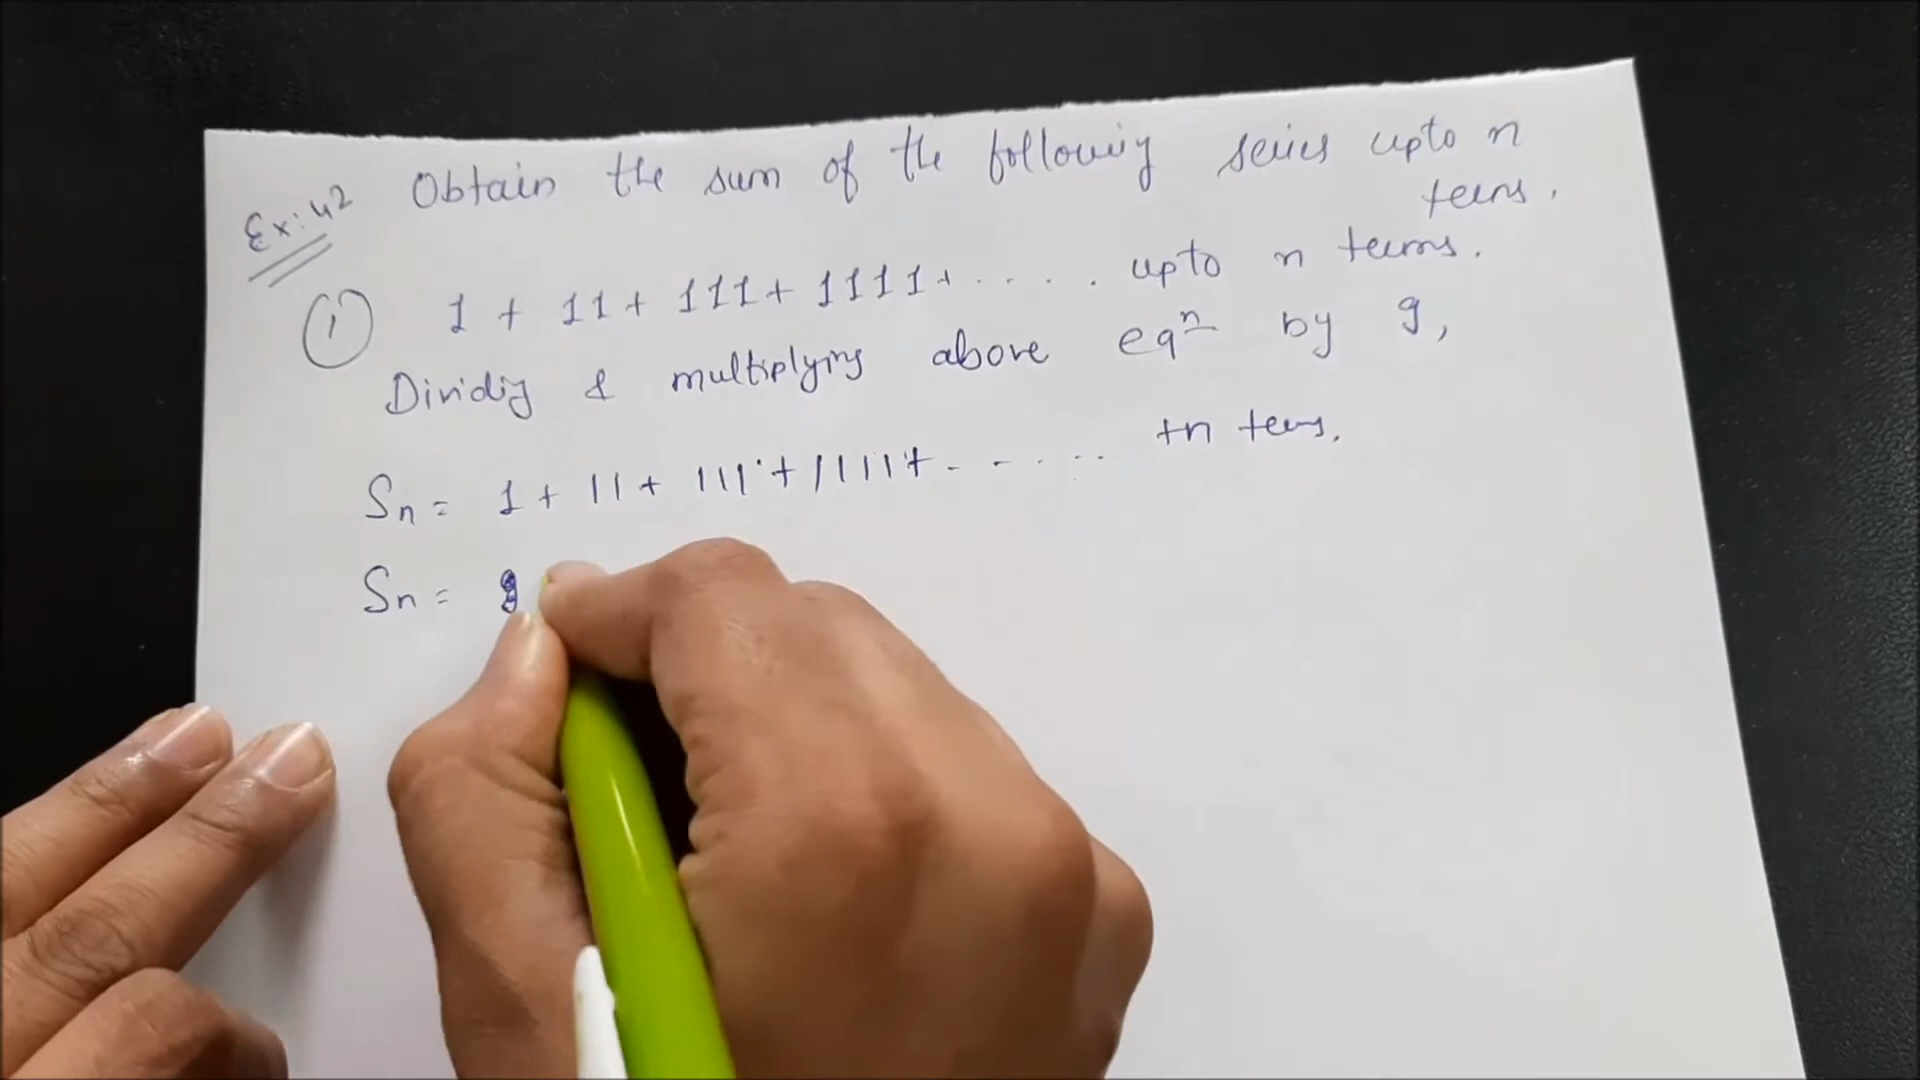 Ex: 42 Obtain the sum of the following series upto n
terms.
① 1 + 11 + 111 + 1111 + ..... upto n terms.
Dividing & multiplying above eqⁿ by 9,
Sn = 1 + 11 + 111 + 1111 + ..... +n terms.
Sn =